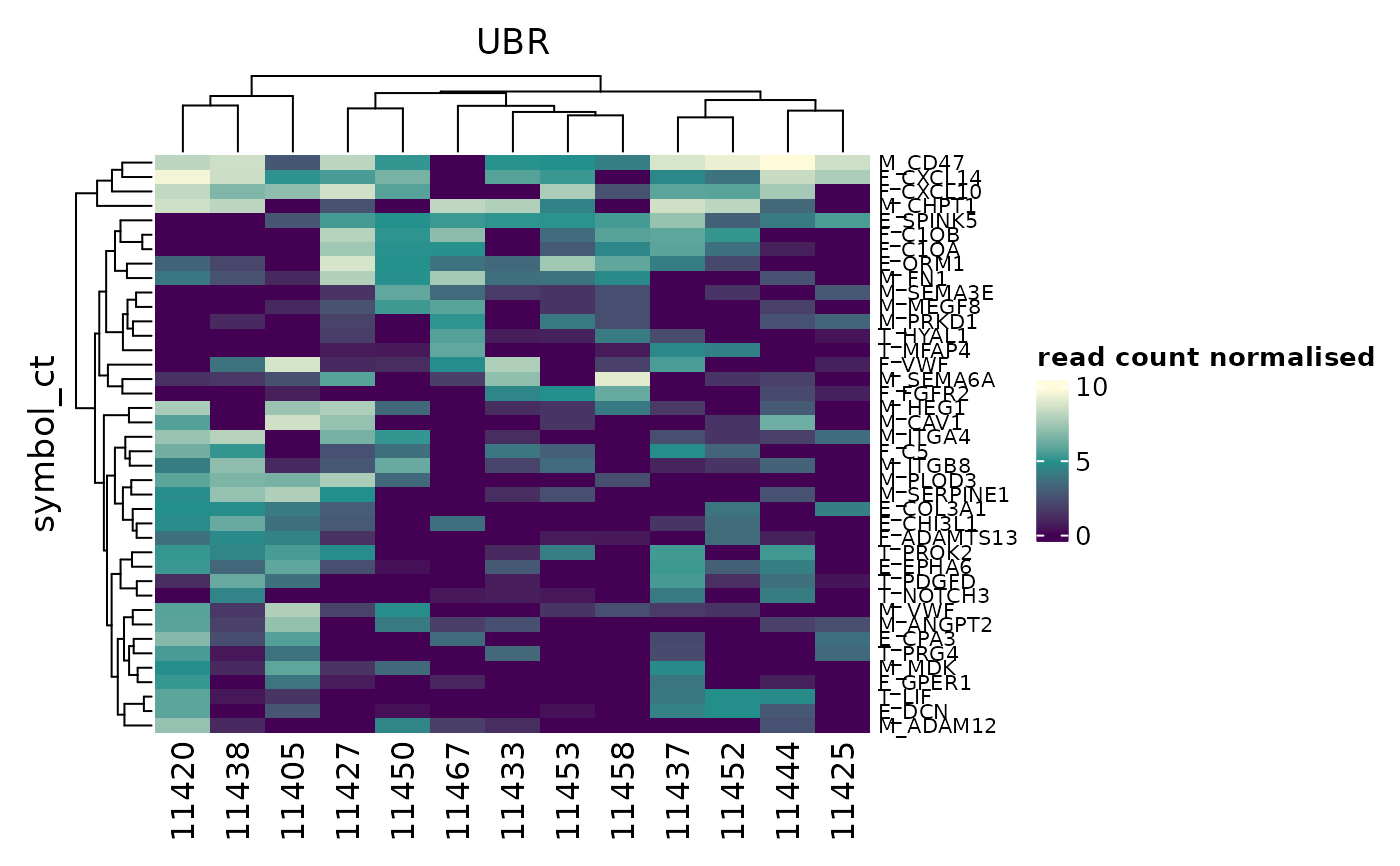 UBR
symbol_ct
M_CD47
E_CXCL14
E_CXCL10
M_CHPT1
E_SPINK5
E_C1QB
E_C1QA
E_ORM1
M_FN1
M_SEMA3E
M_MEGF8
M_PRKD1
T_HYAL1
T_MFAP4
E_VWF
M_SEMA6A
E_FGFR2
M_HEG1
M_CAV1
M_ITGA4
E_C5
M_ITGB8
M_PLOD3
M_SERPINE1
E_COL3A1
E_CHI3L1
E_ADAMTS13
T_PROK2
E_EPHA6
T_PDGFD
T_NOTCH3
M_VWF
M_ANGPT2
E_CPA3
T_PRG4
M_MDK
E_GPER1
T_LIF
E_DCN
M_ADAM12
11420 11438 11405 11427 11450 11467 11433 11453 11458 11437 11452 11444 11425
read count normalised
10
5
0